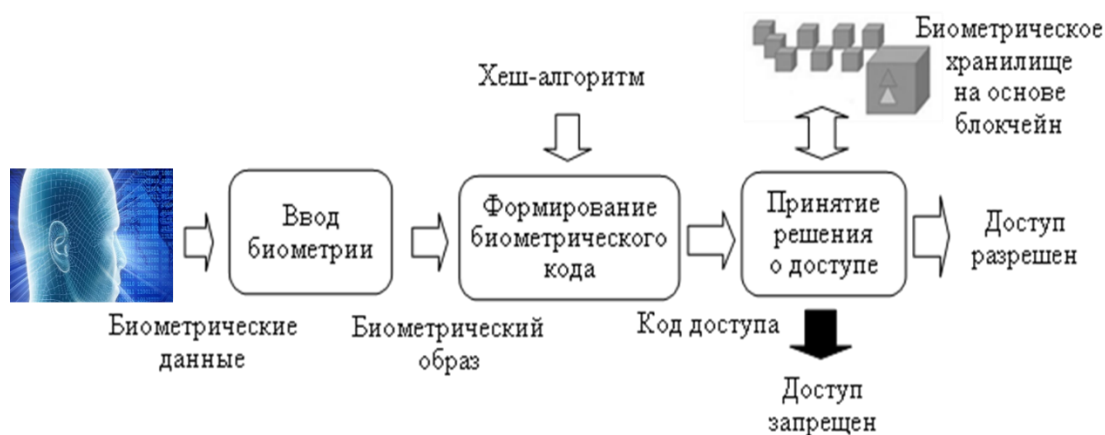 Биометрическое
хранилище
на основе
блокчейн
Хеш-алгоритм
Ввод
биометрии
Формирование
биометрического
кода
Принятие
решения
о доступе
Доступ
разрешен
Биометрические
данные
Биометрический
образ
Код доступа
Доступ
запрещен